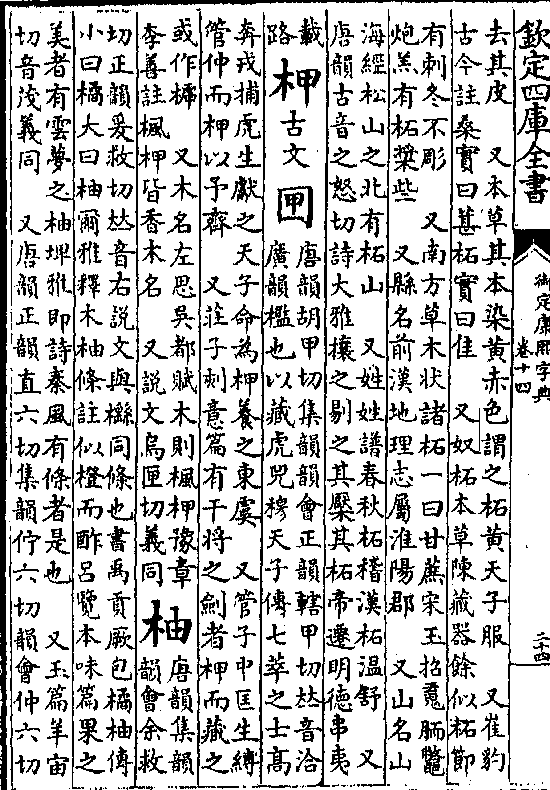 欽定四庫全書
御定康熙字典
卷十四
二十四
去其皮　又本草其木染黃赤色謂之柘黃天子服　又崔豹
古今註桑實曰葚柘實曰佳　又奴柘本草陳藏器餘似柘節
有刺冬不彫　又南方草木狀諸柘一曰甘蔗宋玉招䰟臑鼈
炮羔有柘漿些　又縣名前漢地理志屬淮陽郡　又山名山
海經松山之北有柘山　又姓姓譜春秋柘稽漢柘溫舒　又
唐韻古音之怒切詩大雅攘之剔之其檿其柘帝遷明德串夷
載路
柙
古文
𠥑
唐韻胡甲切集韻韻會正韻轄甲切𠀤音洽
廣韻檻也以藏虎兕穆天子傳七萃之士高
奔戎捕虎生獻之天子命為柙養之東虞　又管子中匡生縛
管仲而柙以予齊　又莊子刻意篇有干將之劍者柙而藏之
或作㯍　又木名左思吳都賦木則楓柙豫章
李善註楓柙皆香木名　又說文烏匣切義同
柚
唐韻集韻
韻會余救
切正韻爰救切𠀤音右說文與櫾同條也書禹貢厥包橘柚傳
小曰橘大曰柚爾雅釋木柚條註似橙而酢呂覽本味篇果之
美者有雲夢之柚埤雅即詩秦風有條者是也　又玉篇羊宙
切音㳛義同　又唐韻正韻直六切集韻佇六切韻會仲六切